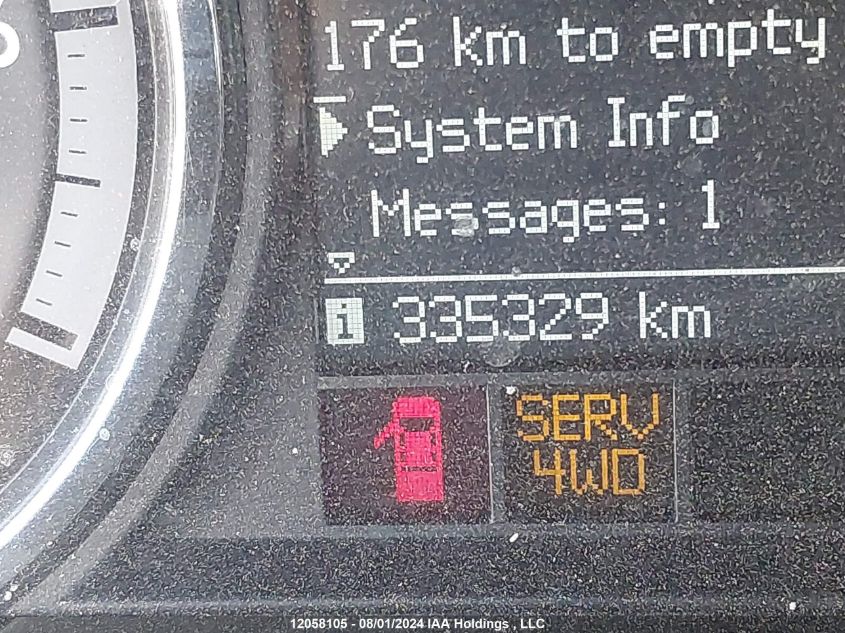 176 km to empty
System Info
Messages: 1
i 335329 km
SERV
4WD
12058105 - 08/01/2024 IAA Holdings , LLC